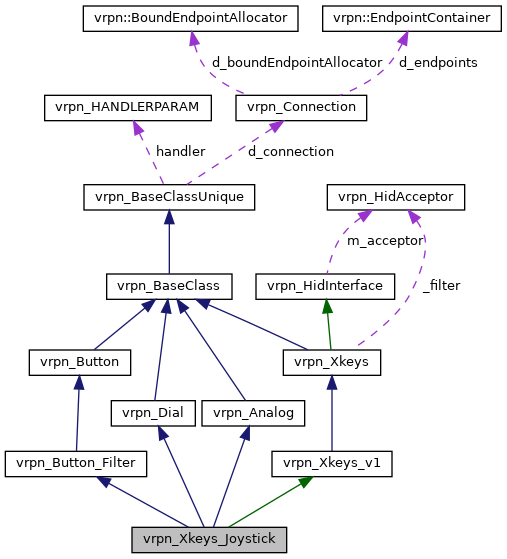 vrpn::BoundEndpointAllocator
vrpn::EndpointContainer
d_boundEndpointAllocator
d_endpoints
vrpn_HANDLERPARAM
vrpn_Connection
handler
d_connection
vrpn_BaseClassUnique
vrpn_HidAcceptor
m_acceptor
vrpn_BaseClass
vrpn_HidInterface
_filter
vrpn_Button
vrpn_Xkeys
vrpn_Dial
vrpn_Analog
vrpn_Button_Filter
vrpn_Xkeys_v1
vrpn_Xkeys_Joystick